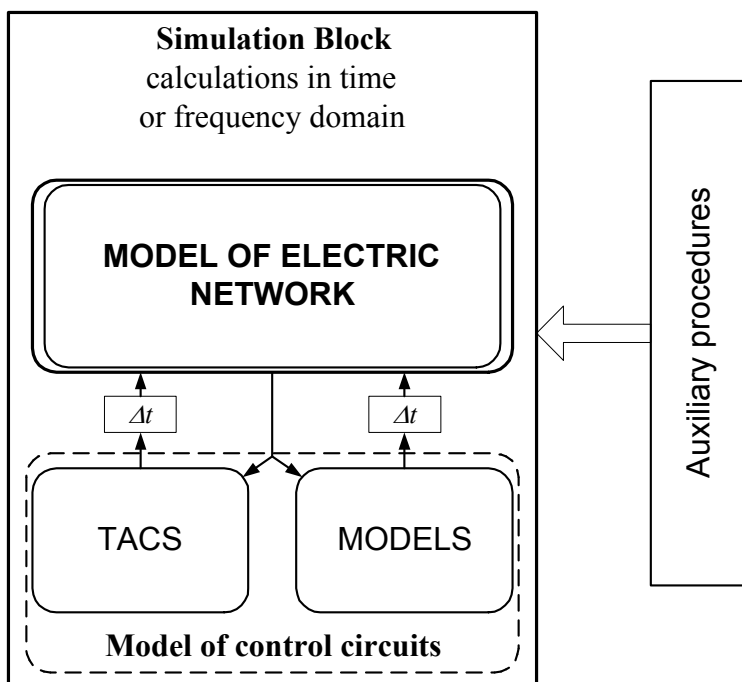 Simulation Block
calculations in time
or frequency domain
MODEL OF ELECTRIC
NETWORK
Δt
Δt
TACS
MODELS
Model of control circuits
Auxiliary procedures